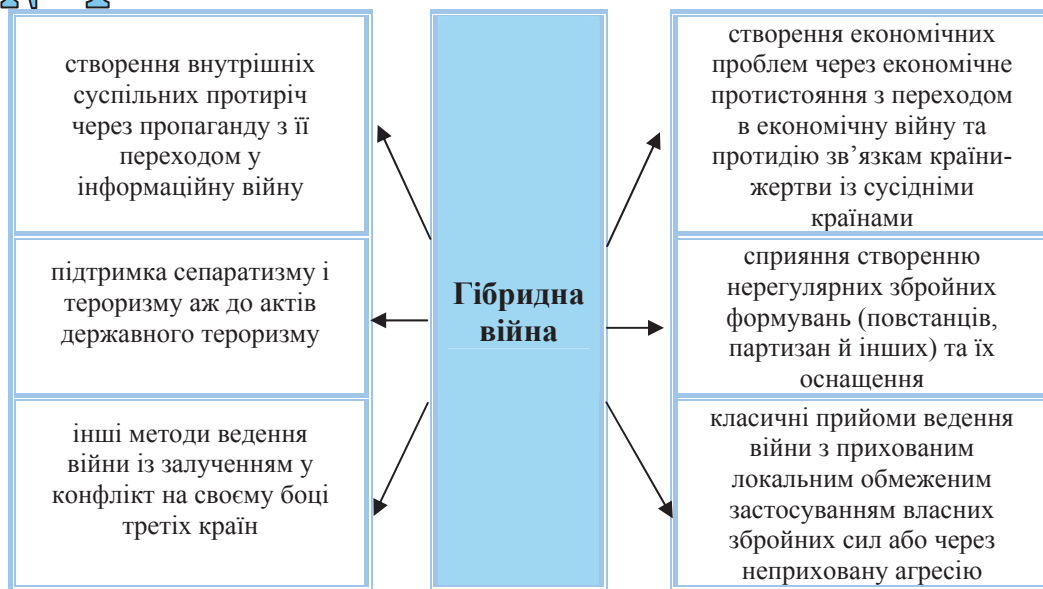 створення внутрішніх
суспільних протиріч
через пропаганду з її
переходом у
інформаційну війну
підтримка сепаратизму і
тероризму аж до актів
державного тероризму
інші методи ведення
війни із залученням у
конфлікт на своєму боці
третіх країн
Гібридна
війна
створення економічних
проблем через економічне
протистояння з переходом
в економічну війну та
протидію зв’язкам країни-
жертви із сусідніми
країнами
сприяння створенню
нерегулярних збройних
формувань (повстанців,
партизан й інших) та їх
оснащення
класичні прийоми ведення
війни з прихованим
локальним обмеженим
застосуванням власних
збройних сил або через
неприховану агресію